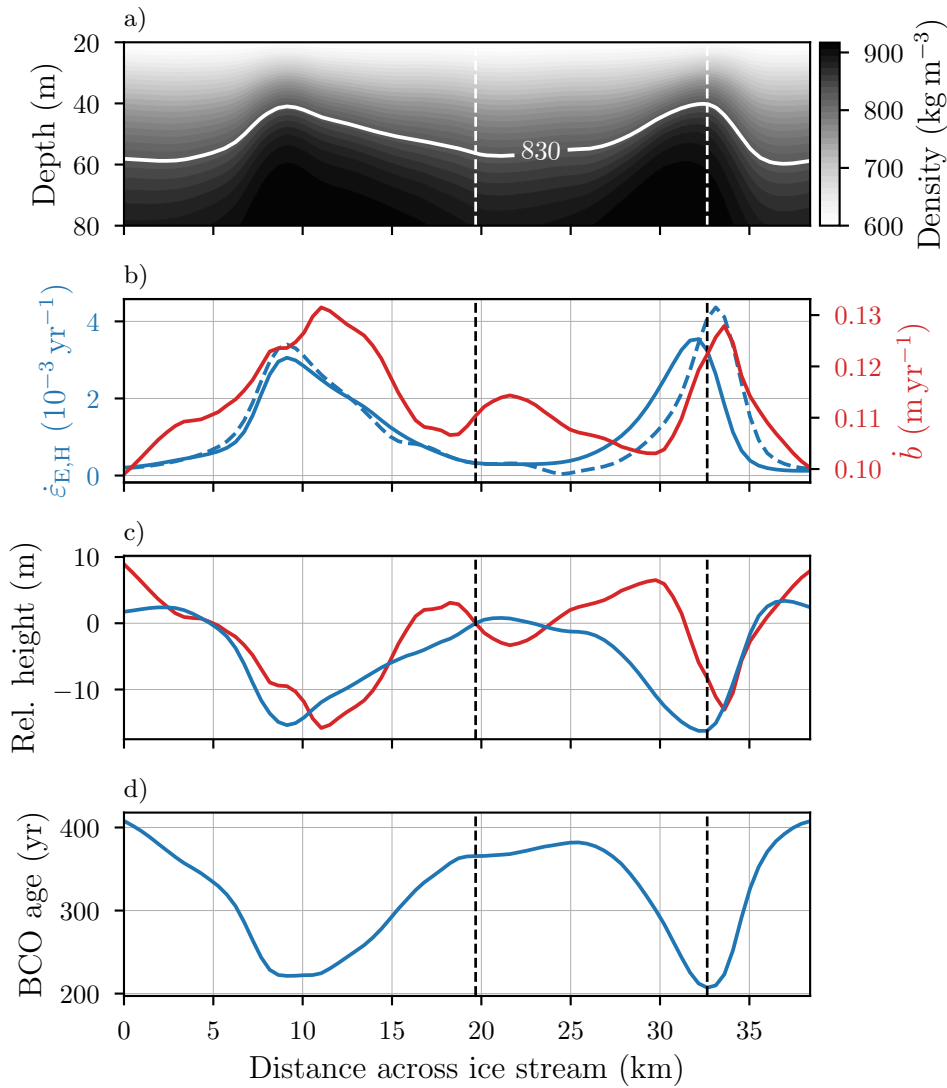 a)
20
40
60
80
Depth (m)
830
900
800
700
600
Density (kg m⁻³)
b)
4
2
0
ε̇E,H (10⁻³ yr⁻¹)
0.13
0.12
0.11
0.10
ḃ (m yr⁻¹)
c)
10
0
−10
Rel. height (m)
d)
400
300
200
BCO age (yr)
0 5 10 15 20 25 30 35
Distance across ice stream (km)